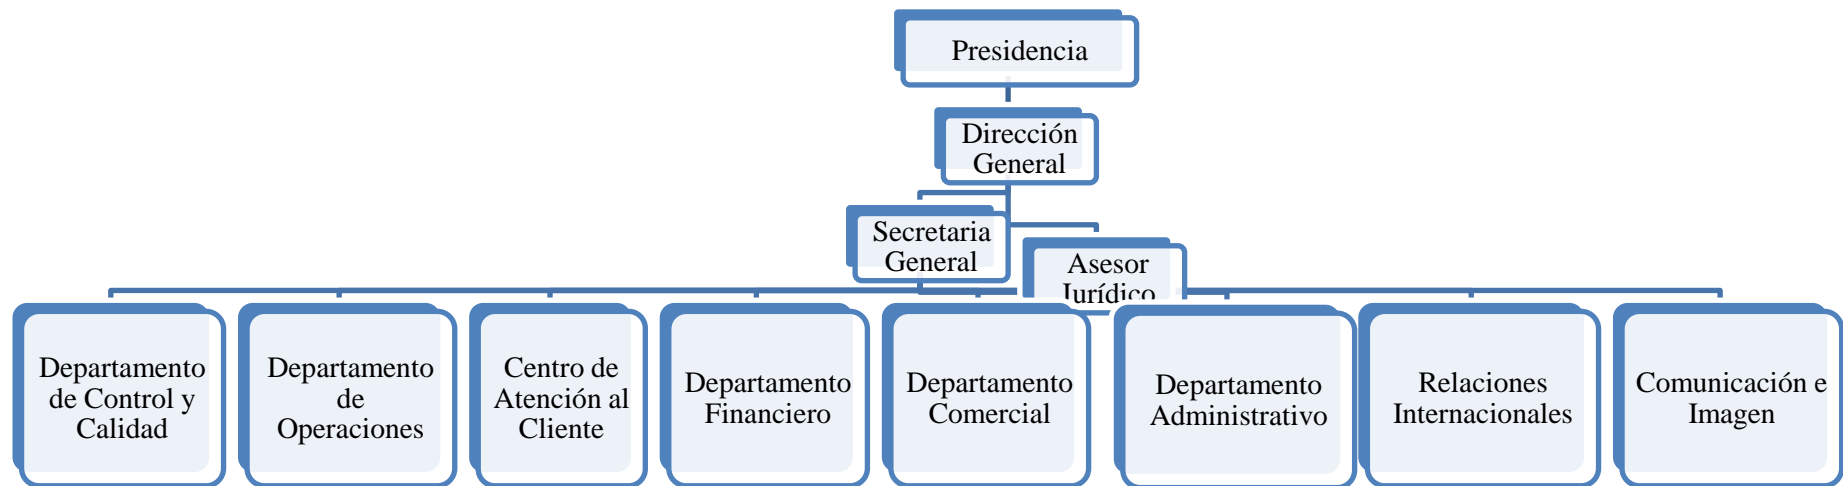 Presidencia
Dirección
General
Secretaria
General
Asesor
Jurídico
Departamento
de Control y
Calidad
Departamento
de
Operaciones
Centro de
Atención al
Cliente
Departamento
Financiero
Departamento
Comercial
Departamento
Administrativo
Relaciones
Internacionales
Comunicación e
Imagen